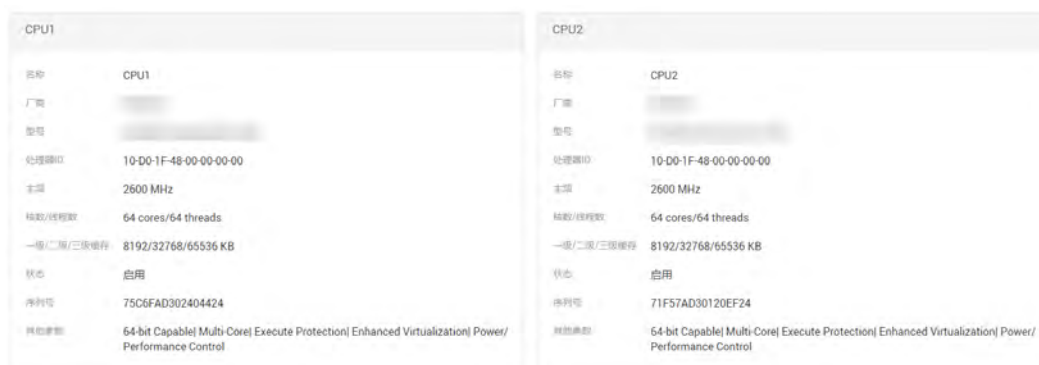 CPU1
名称 CPU1
厂商
型号
处理器ID 10-D0-1F-48-00-00-00-00
主频 2600 MHz
核数/线程数 64 cores/64 threads
一级/二级/三级缓存 8192/32768/65536 KB
状态 启用
序列号 75C6FAD302404424
其他参数 64-bit Capable| Multi-Core| Execute Protection| Enhanced Virtualization| Power/
Performance Control
CPU2
名称 CPU2
厂商
型号
处理器ID 10-D0-1F-48-00-00-00-00
主频 2600 MHz
核数/线程数 64 cores/64 threads
一级/二级/三级缓存 8192/32768/65536 KB
状态 启用
序列号 71F57AD30120EF24
其他参数 64-bit Capable| Multi-Core| Execute Protection| Enhanced Virtualization| Power/
Performance Control